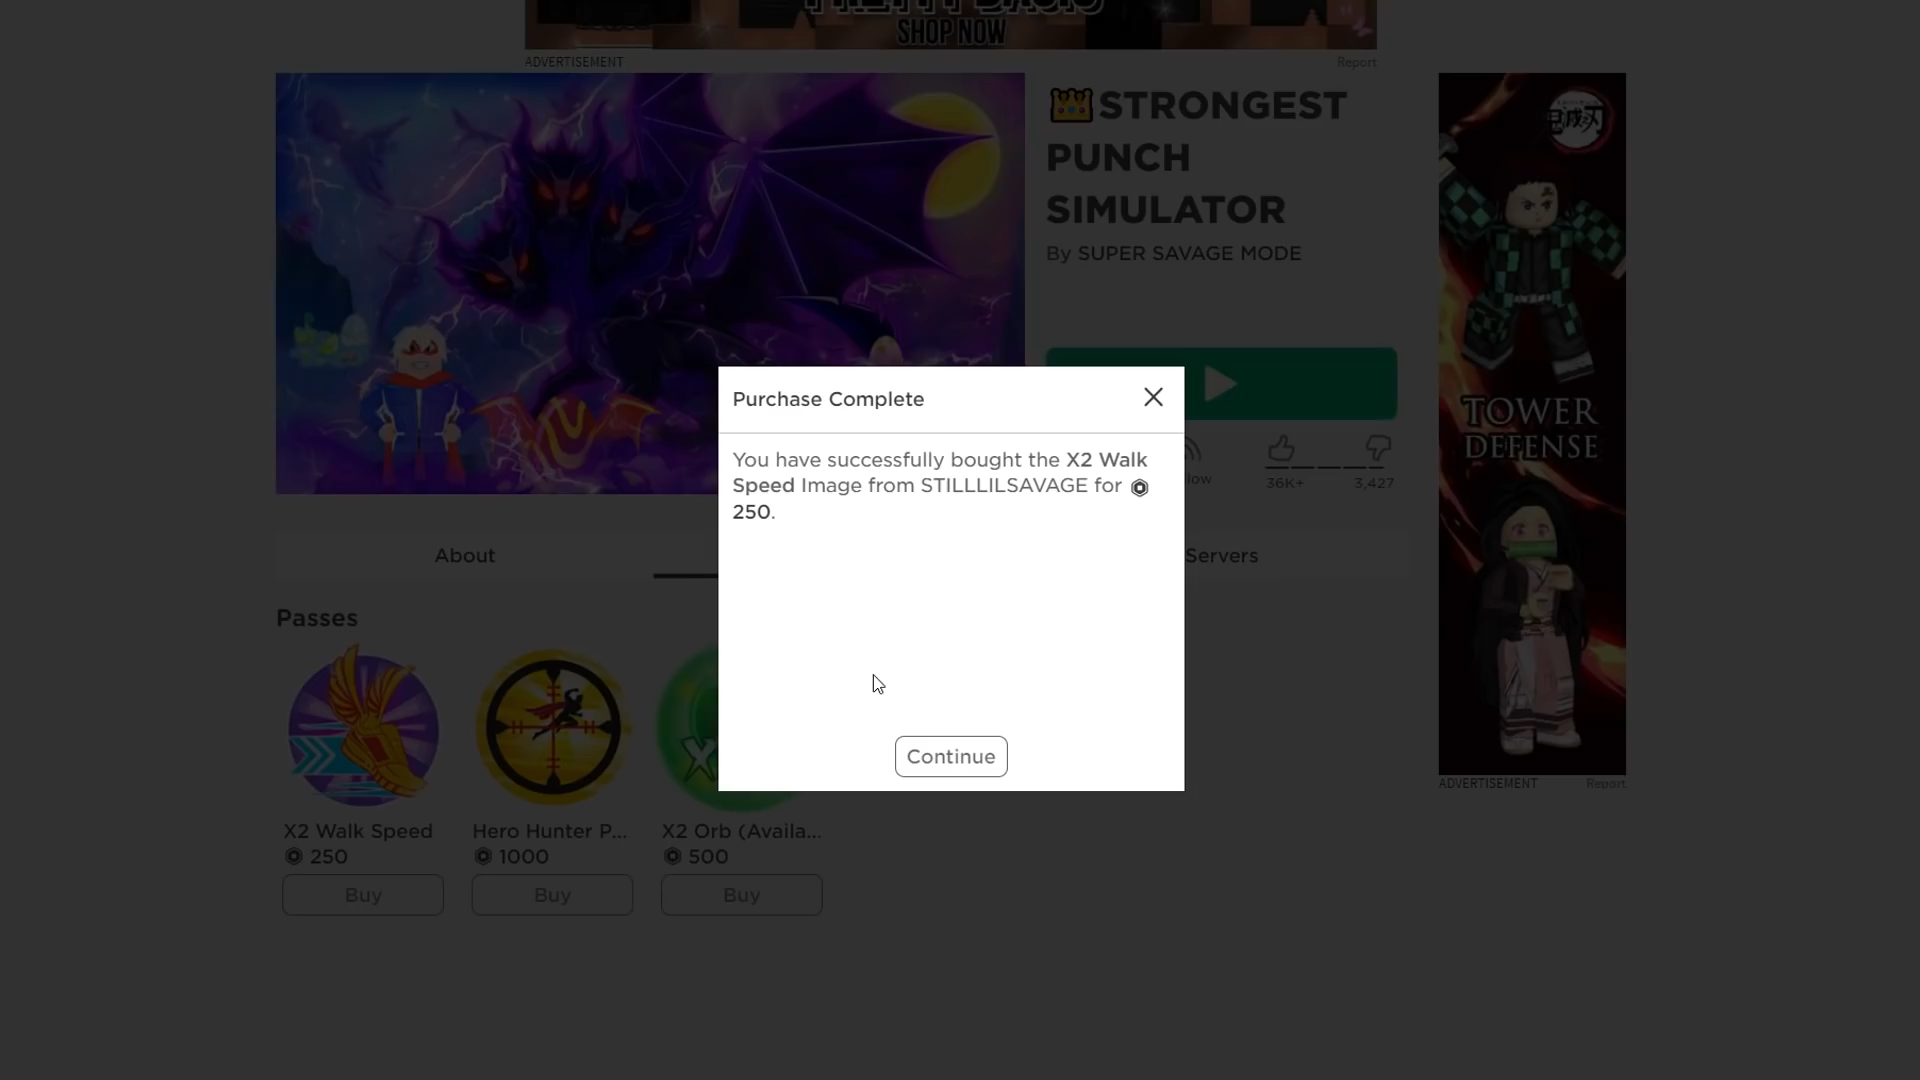 SHOP NOW
ADVERTISEMENT
Report
STRONGEST
PUNCH
SIMULATOR
By SUPER SAVAGE MODE
36K+
3,427
TOWER
DEFENSE
ADVERTISEMENT
Report
Purchase Complete
You have successfully bought the X2 Walk
Speed Image from STILLLILSAVAGE for
250.
Continue
About
Servers
Passes
X2 Walk Speed
250
Buy
Hero Hunter P...
1000
Buy
X2 Orb (Availa...
500
Buy